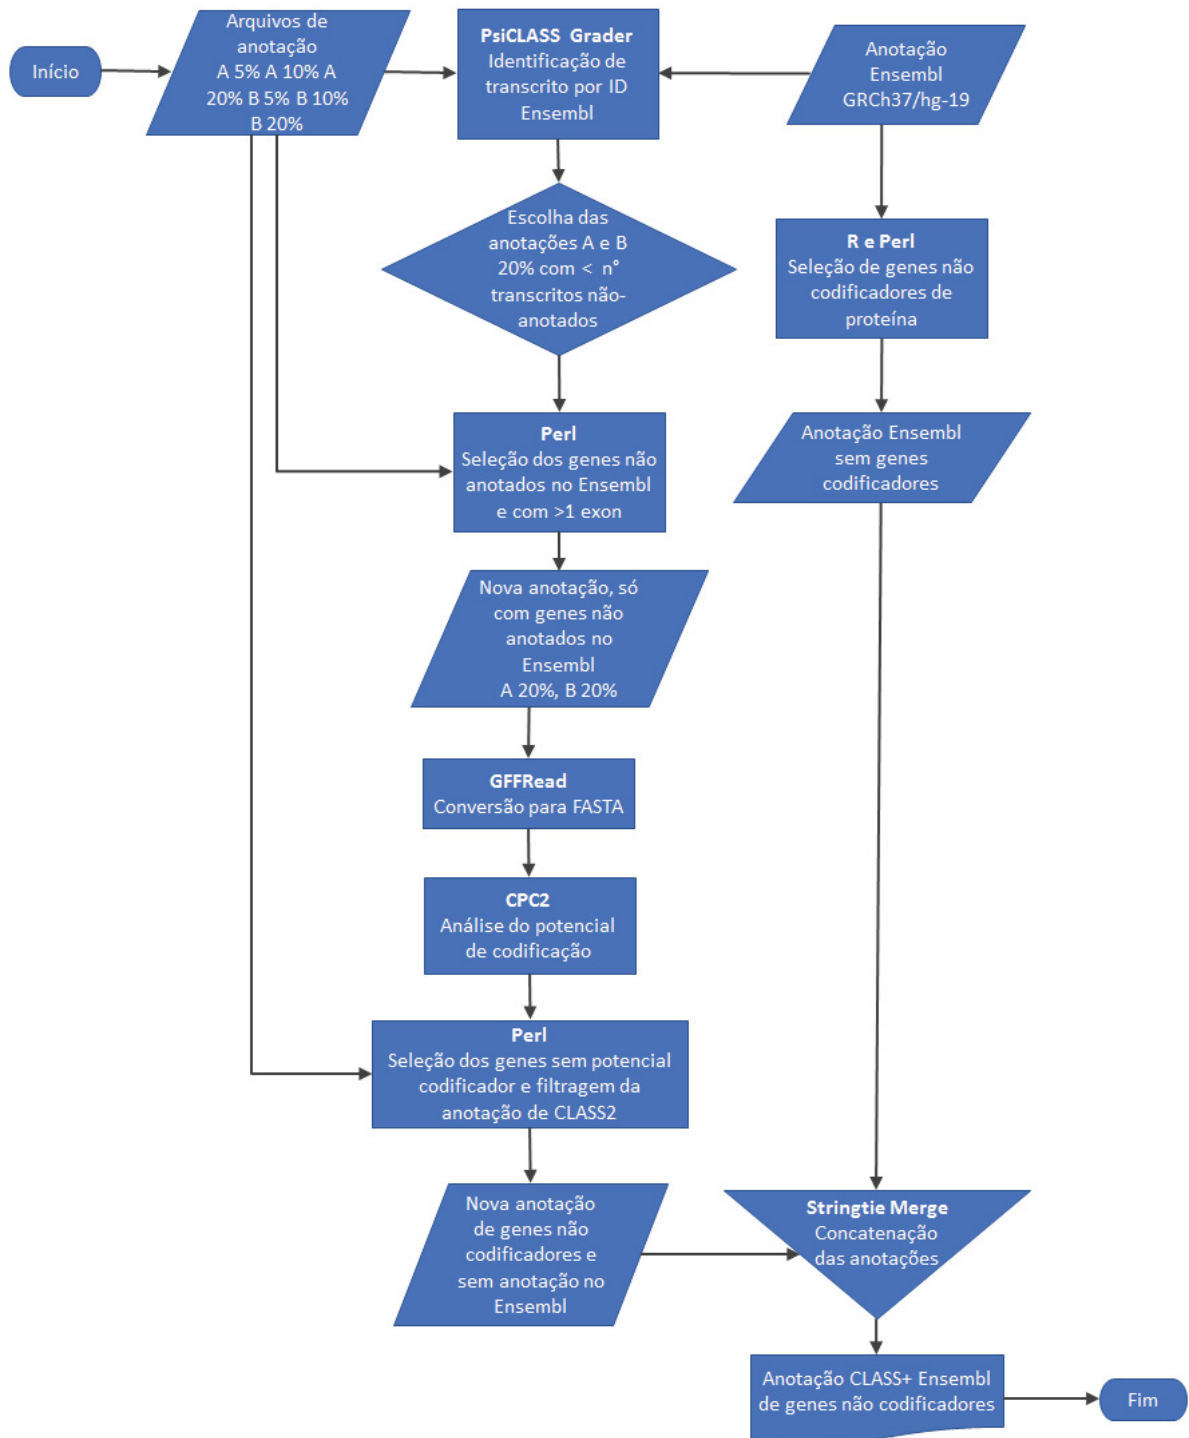 Início
Arquivos de
anotação
A 5% A 10% A
20% B 5% B 10%
B 20%
PsiCLASS Grader
Identificação de
transcrito por ID
Ensembl
Anotação
Ensembl
GRCh37/hg-19
Escolha das
anotações A e B
20% com < n°
transcritos não-
anotados
R e Perl
Seleção de genes não
codificadores de
proteína
Perl
Seleção dos genes não
anotados no Ensembl
e com >1 exon
Anotação Ensembl
sem genes
codificadores
Nova anotação, só
com genes não
anotados no
Ensembl
A 20%, B 20%
GFFRead
Conversão para FASTA
CPC2
Análise do potencial
de codificação
Perl
Seleção dos genes sem potencial
codificador e filtragem da
anotação de CLASS2
Nova anotação
de genes não
codificadores e
sem anotação no
Ensembl
Stringtie Merge
Concatenação
das anotações
Anotação CLASS+ Ensembl
de genes não codificadores
Fim